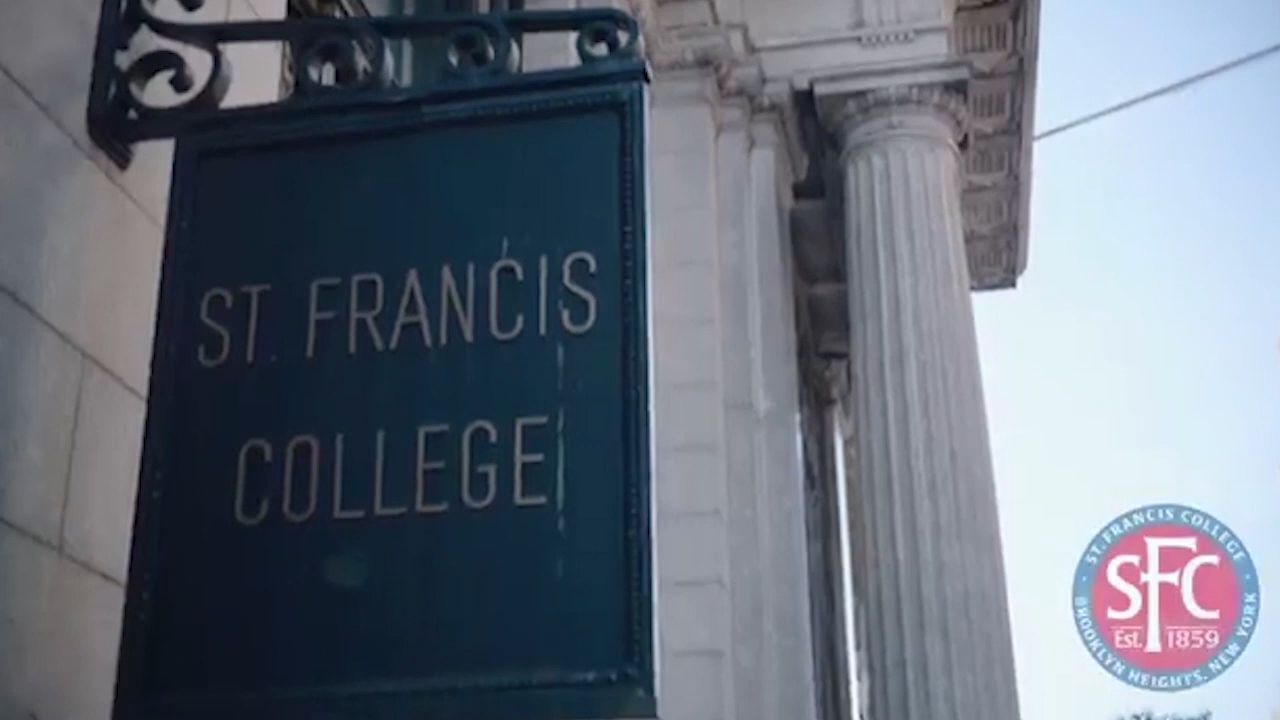 ST. FRANCIS
COLLEGE
ST. FRANCIS COLLEGE
SFC
Est. 1859
BROOKLYN HEIGHTS, NEW YORK